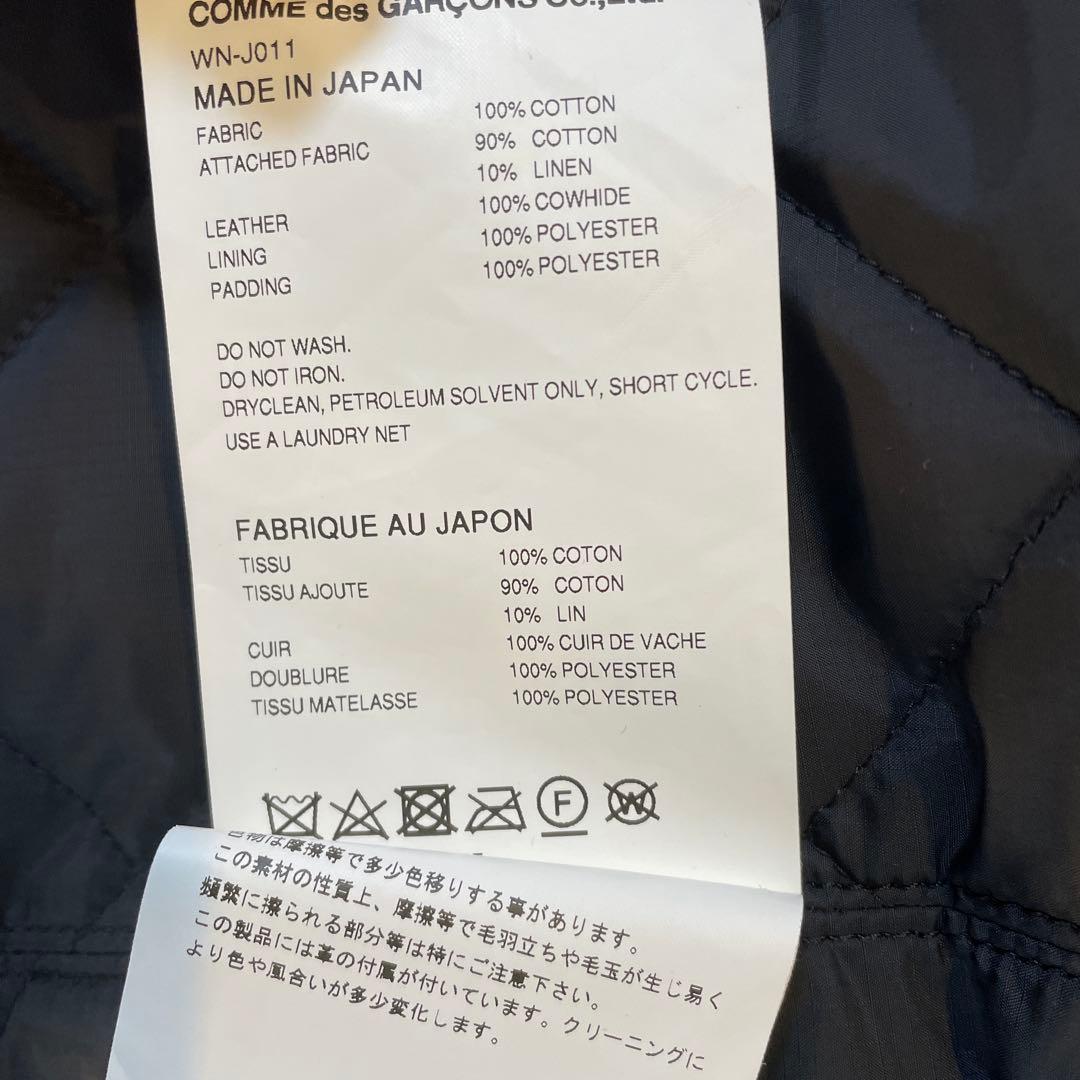 COMME des GARÇONS Co.,Ltd.
WN-J011
MADE IN JAPAN
FABRIC 100% COTTON
ATTACHED FABRIC 90% COTTON
10% LINEN
LEATHER 100% COWHIDE
LINING 100% POLYESTER
PADDING 100% POLYESTER
DO NOT WASH.
DO NOT IRON.
DRYCLEAN, PETROLEUM SOLVENT ONLY, SHORT CYCLE.
USE A LAUNDRY NET
FABRIQUE AU JAPON
TISSU 100% COTON
TISSU AJOUTE 90% COTON
10% LIN
CUIR 100% CUIR DE VACHE
DOUBLURE 100% POLYESTER
TISSU MATELASSE 100% POLYESTER
F
W
色物は摩擦等で多少色移りする事があります。
この素材の性質上、摩擦等で毛羽立ちや毛玉が生じ易く
頻繁に擦られる部分等は特にご注意下さい。
この製品には革の付属が付いています。クリーニングに
より色や風合いが多少変化します。